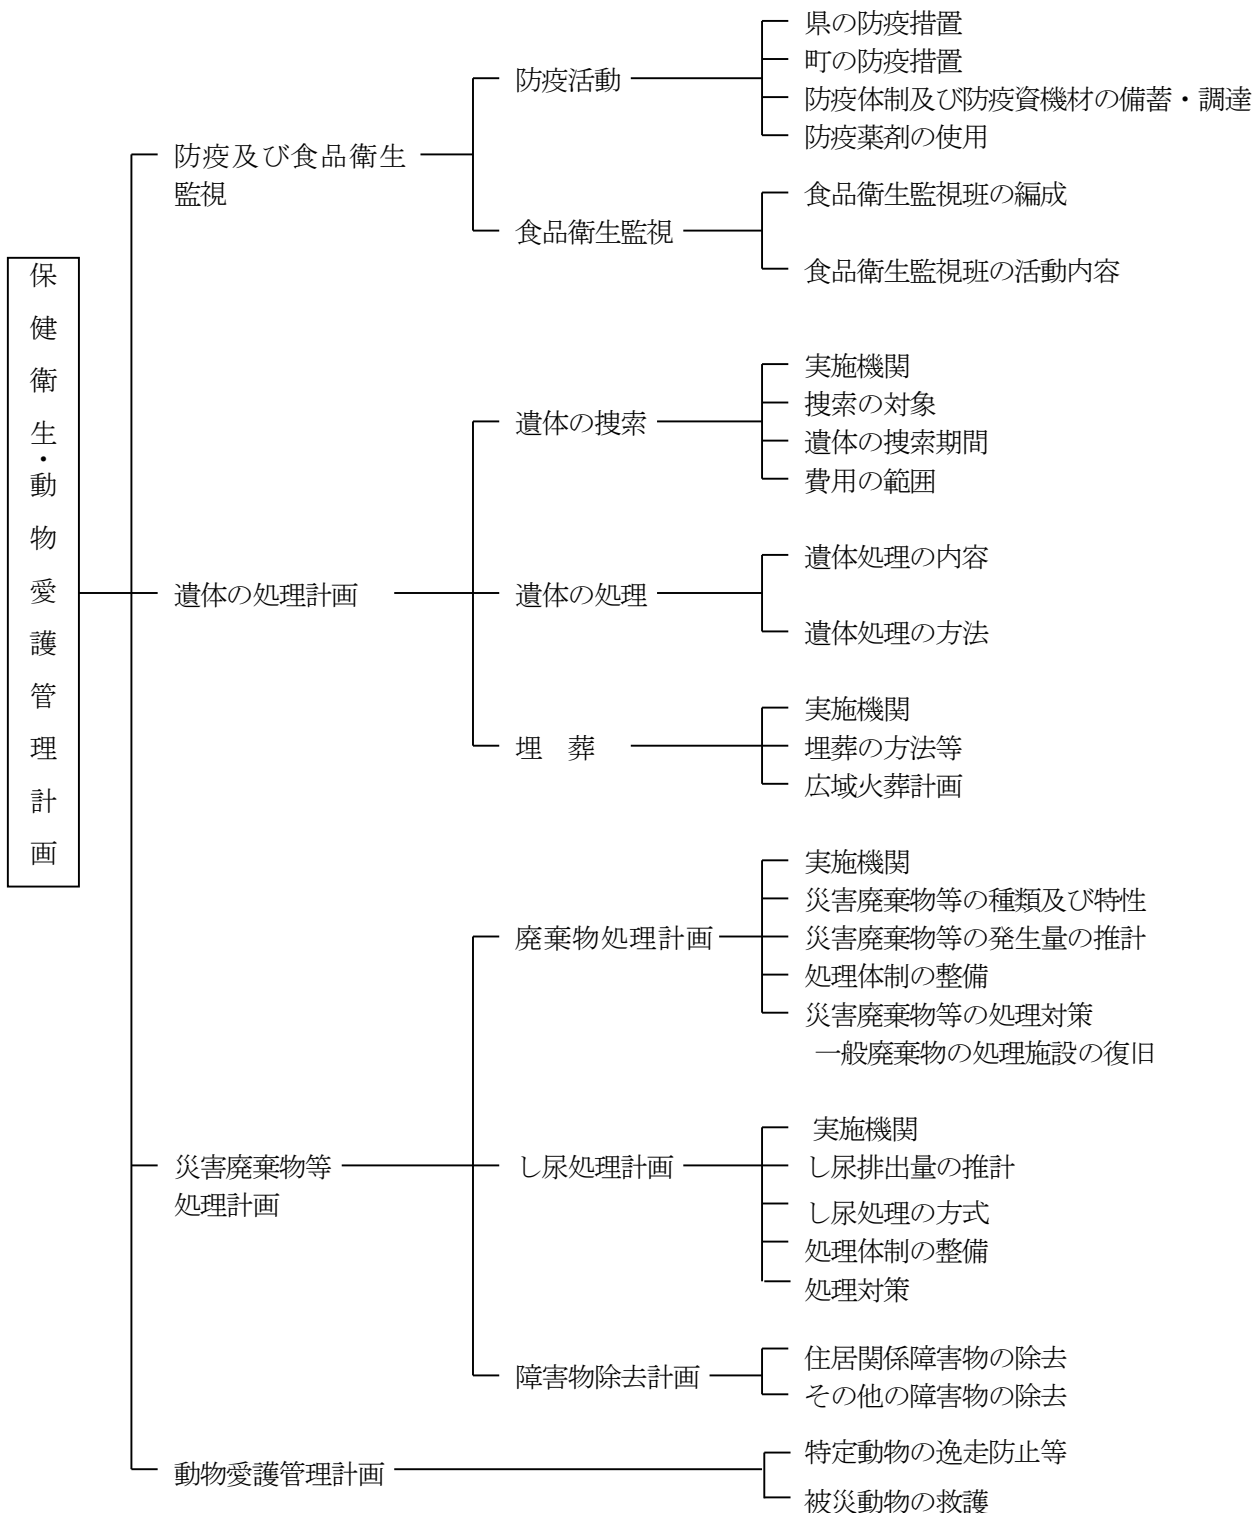 保健衛生・動物愛護管理計画
防疫及び食品衛生
監視
防疫活動
県の防疫措置
町の防疫措置
防疫体制及び防疫資機材の備蓄・調達
防疫薬剤の使用
食品衛生監視
食品衛生監視班の編成
食品衛生監視班の活動内容
遺体の処理計画
遺体の捜索
実施機関
捜索の対象
遺体の捜索期間
費用の範囲
遺体の処理
遺体処理の内容
遺体処理の方法
埋　葬
実施機関
埋葬の方法等
広域火葬計画
災害廃棄物等
処理計画
廃棄物処理計画
実施機関
災害廃棄物等の種類及び特性
災害廃棄物等の発生量の推計
処理体制の整備
災害廃棄物等の処理対策
一般廃棄物の処理施設の復旧
し尿処理計画
実施機関
し尿排出量の推計
し尿処理の方式
処理体制の整備
処理対策
障害物除去計画
住居関係障害物の除去
その他の障害物の除去
動物愛護管理計画
特定動物の逸走防止等
被災動物の救護